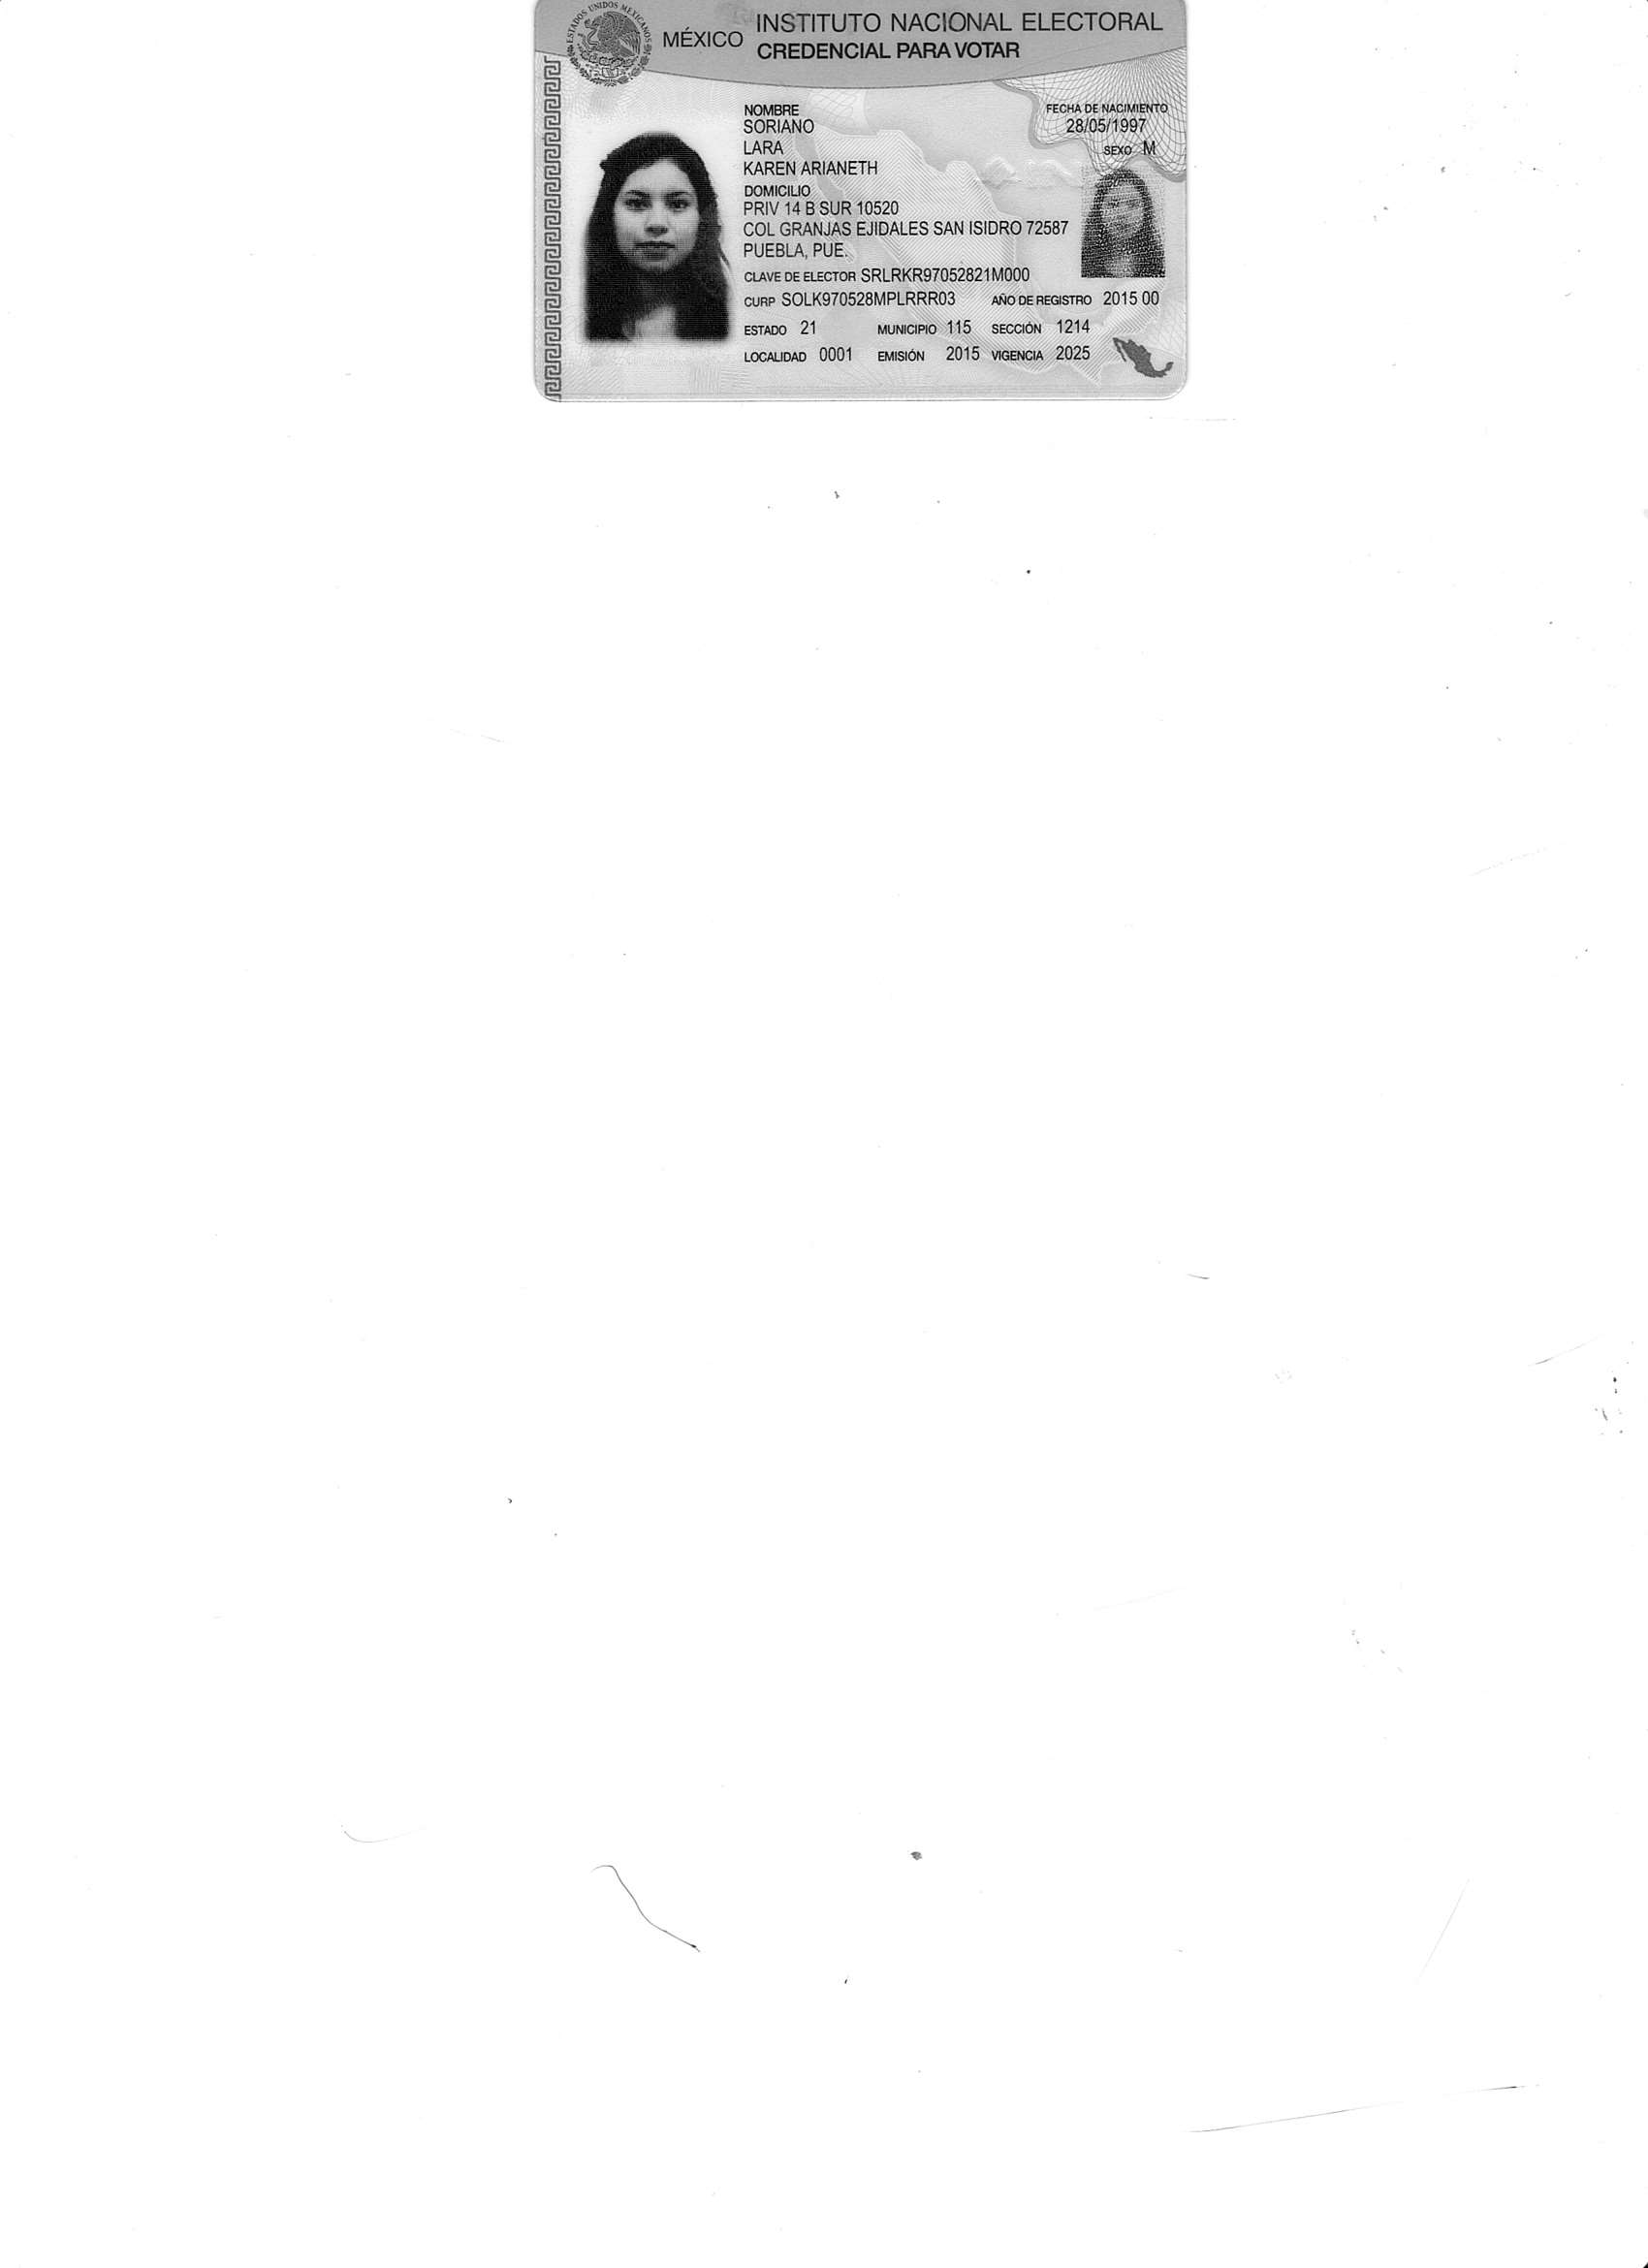 ESTADOS UNIDOS MEXICANOS
MÉXICO INSTITUTO NACIONAL ELECTORAL
CREDENCIAL PARA VOTAR
NOMBRE
SORIANO
LARA
KAREN ARIANETH
FECHA DE NACIMIENTO
28/05/1997
SEXO M
DOMICILIO
PRIV 14 B SUR 10520
COL GRANJAS EJIDALES SAN ISIDRO 72587
PUEBLA, PUE.
CLAVE DE ELECTOR SRLRKR97052821M000
CURP SOLK970528MPLRRR03 AÑO DE REGISTRO 2015 00
ESTADO 21 MUNICIPIO 115 SECCIÓN 1214
LOCALIDAD 0001 EMISIÓN 2015 VIGENCIA 2025